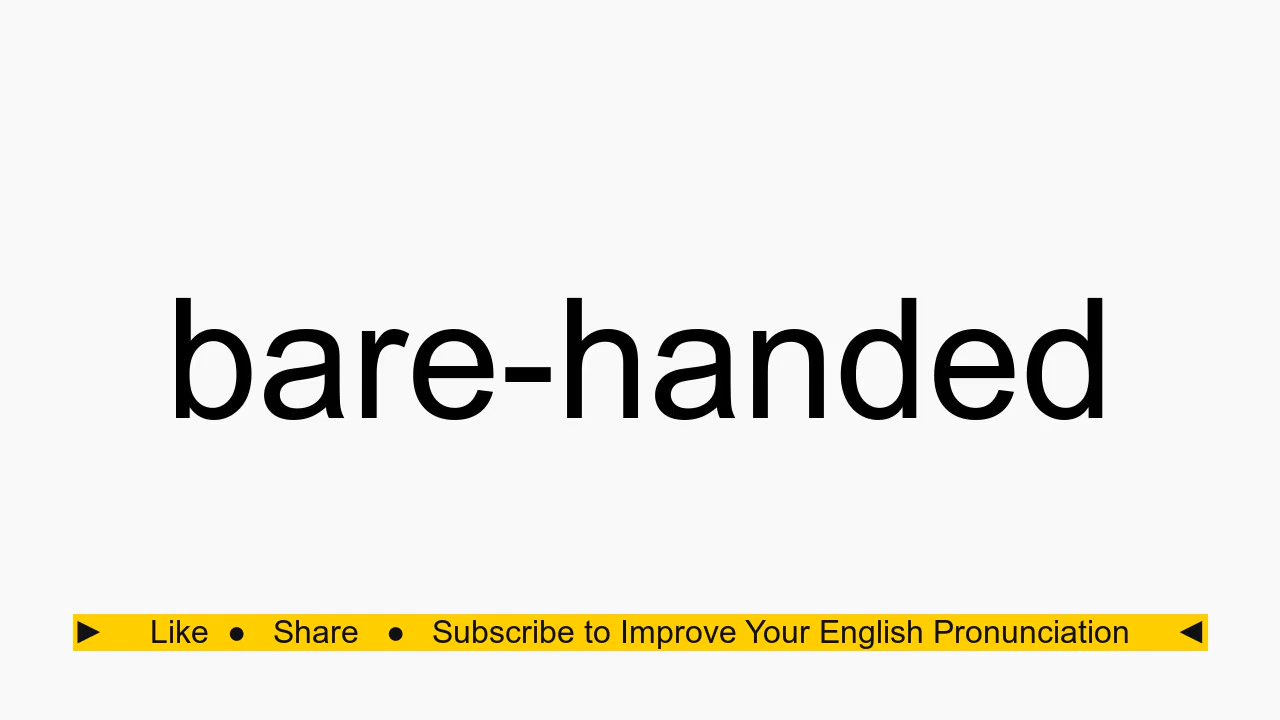 bare-handed
► Like ● Share ● Subscribe to Improve Your English Pronunciation ◄